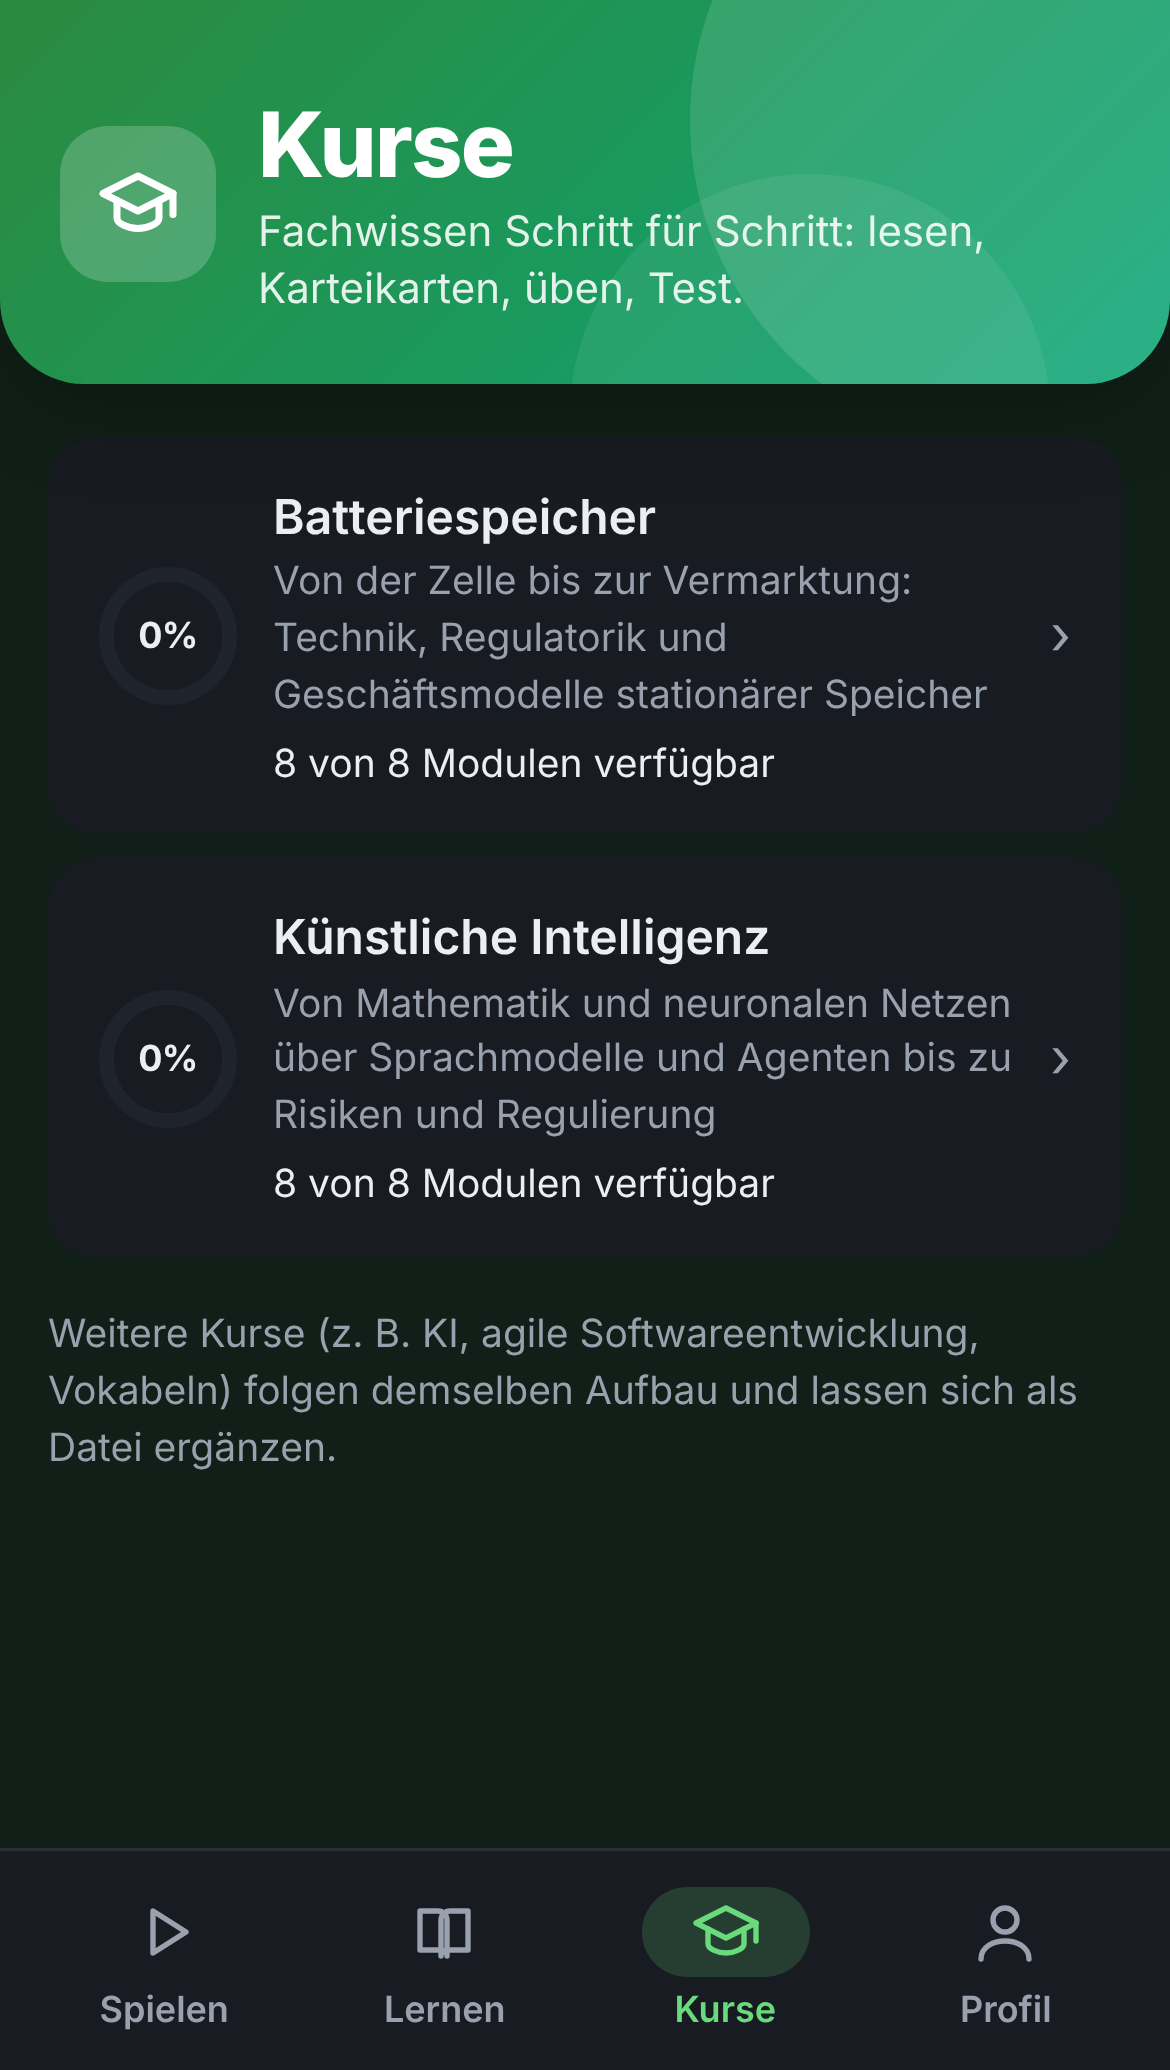 Kurse
Fachwissen Schritt für Schritt: lesen,
Karteikarten, üben, Test.
Batteriespeicher
0%
Von der Zelle bis zur Vermarktung:
Technik, Regulatorik und
Geschäftsmodelle stationärer Speicher
8 von 8 Modulen verfügbar
Künstliche Intelligenz
0%
Von Mathematik und neuronalen Netzen
über Sprachmodelle und Agenten bis zu
Risiken und Regulierung
8 von 8 Modulen verfügbar
Weitere Kurse (z. B. KI, agile Softwareentwicklung,
Vokabeln) folgen demselben Aufbau und lassen sich als
Datei ergänzen.
Spielen
Lernen
Kurse
Profil